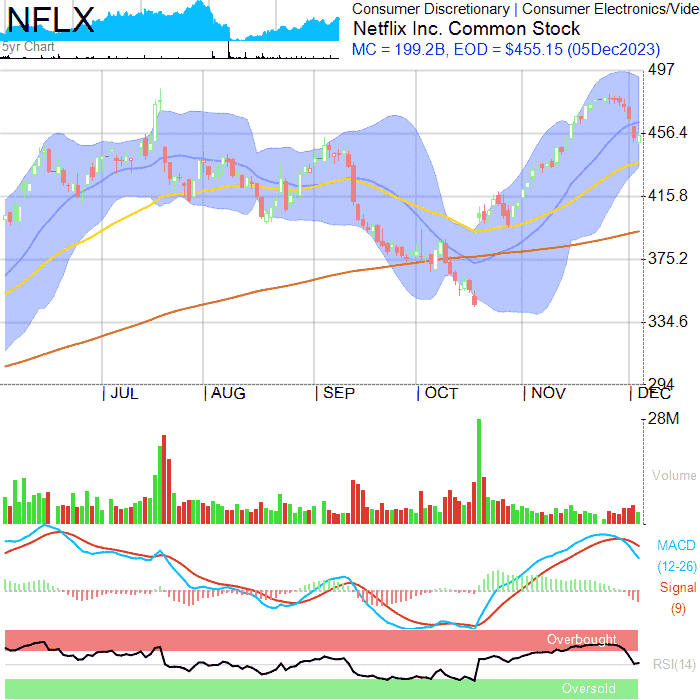 NFLX
5yr Chart
Consumer Discretionary | Consumer Electronics/Vide
Netflix Inc. Common Stock
MC = 199.2B, EOD = $455.15 (05Dec2023)
497
456.4
415.8
375.2
334.6
294
JUL AUG SEP OCT NOV DEC
28M
Volume
MACD
(12-26)
Signal
(9)
Overbought
RSI(14)
Oversold